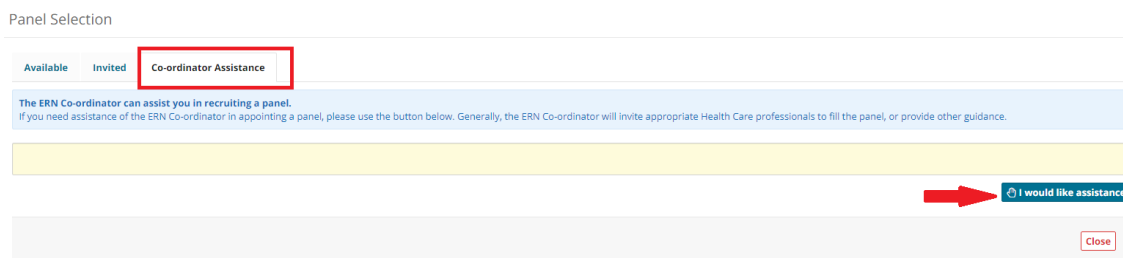 Panel Selection
Available Invited Co-ordinator Assistance
The ERN Co-ordinator can assist you in recruiting a panel.
If you need assistance of the ERN Co-ordinator in appointing a panel, please use the button below. Generally, the ERN Co-ordinator will invite appropriate Health Care professionals to fill the panel, or provide other guidance.
I would like assistance
Close